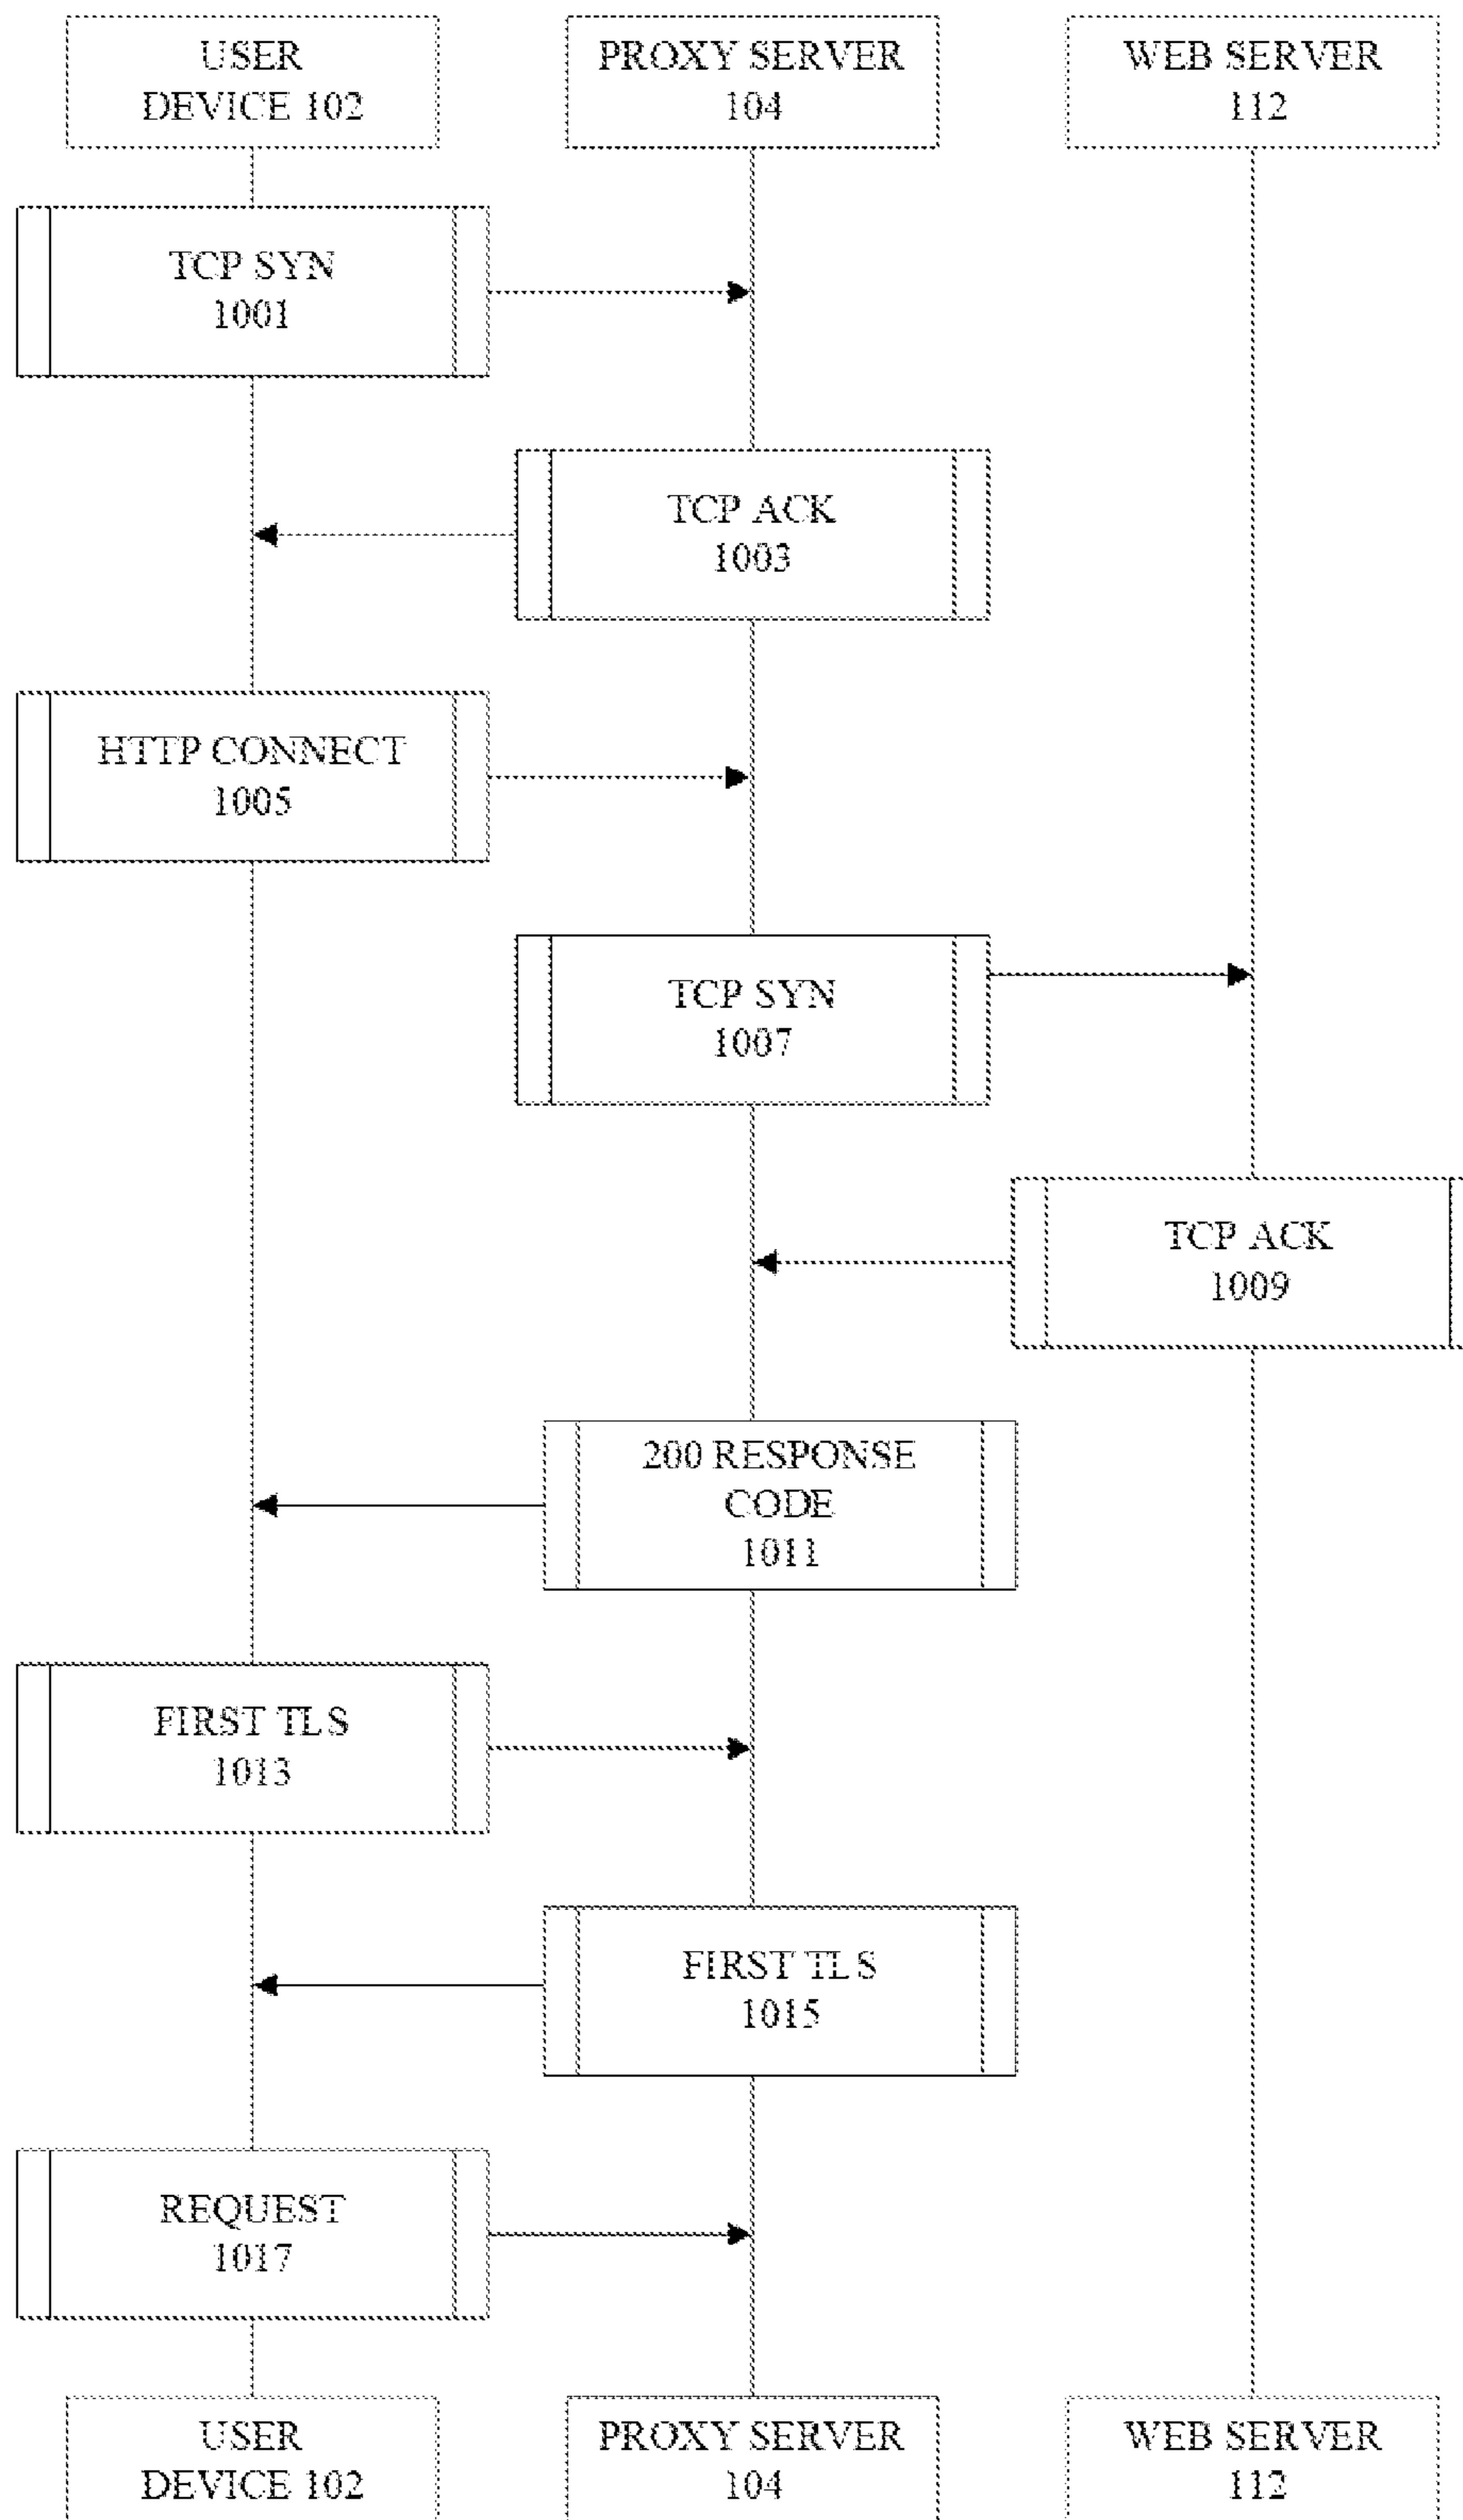 USER
DEVICE 102
PROXY SERVER
104
WEB SERVER
112
TCP SYN
1001
TCP ACK
1003
HTTP CONNECT
1005
TCP SYN
1007
TCP ACK
1009
200 RESPONSE
CODE
1011
FIRST TLS
1013
FIRST TLS
1015
REQUEST
1017
USER
DEVICE 102
PROXY SERVER
104
WEB SERVER
112